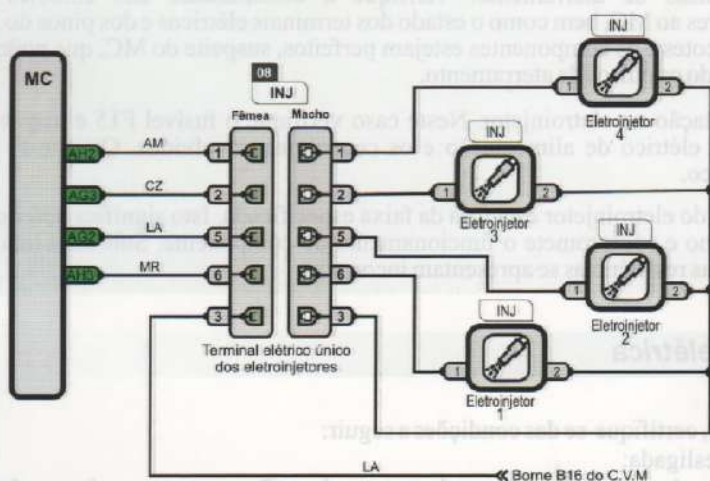 MC
08
INJ
Fêmea
Macho
AH2
AM
1
1
AG3
CZ
2
2
AG2
LA
5
5
AH3
MR
6
6
3
3
Terminal elétrico único
dos eletroinjetores
INJ
1
2
Eletroinjetor
4
INJ
1
2
Eletroinjetor
INJ
1
2
Eletroinjetor
2
INJ
1
2
Eletroinjetor
1
LA
Borne B16 do C.V.M